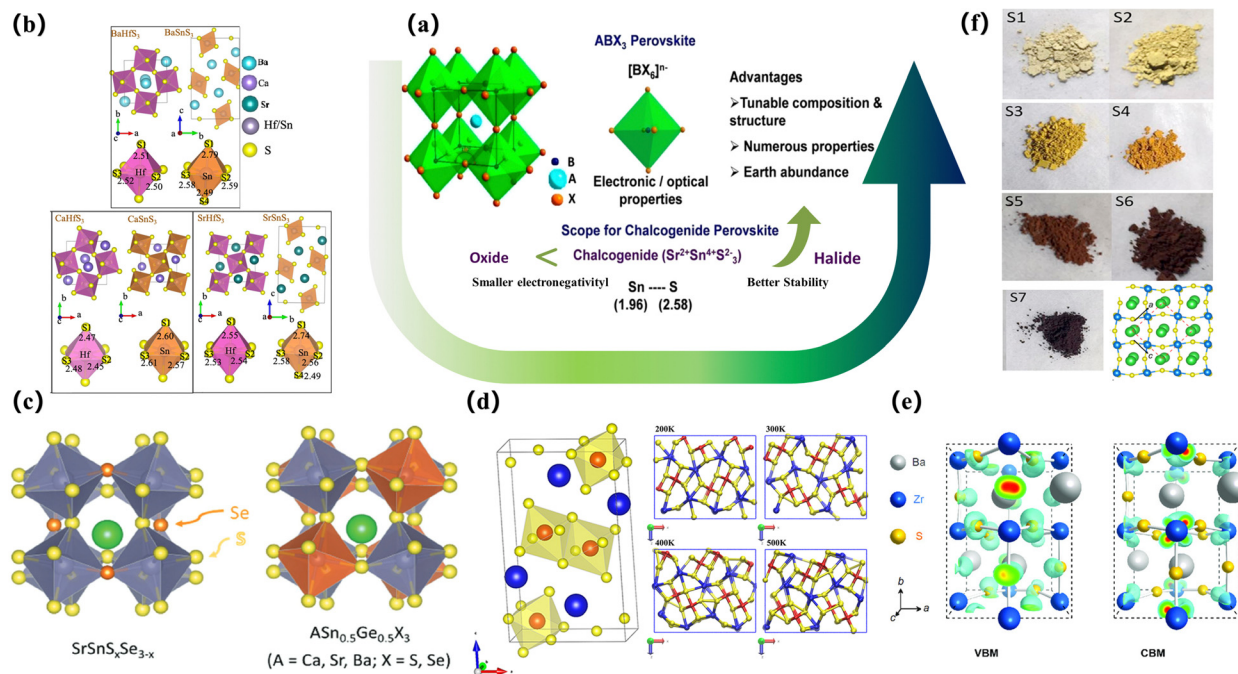 (b)
BaHfS3
BaSnS3
Ba
Ca
Sr
Hf/Sn
S
b
c
a
c
a
b
S1
2.51
Hf
S3
S2
2.52
2.50
S1
2.79
Sn
S3
S2
2.58
2.59
2.49
S4
CaHfS3
CaSnS3
SrHfS3
SrSnS3
b
c
a
b
c
a
c
a
b
S1
2.47
Hf
S3
S2
2.48
2.45
S1
2.60
Sn
S3
S2
2.61
2.57
S1
2.55
Hf
S3
S2
2.53
2.54
S1
2.74
Sn
S3
S2
2.58
2.56
S4
2.49
(a)
ABX3 Perovskite
[BX6]n-
B
A
X
Electronic / optical
properties
Advantages
➢Tunable composition &
structure
➢ Numerous properties
➢ Earth abundance
Scope for Chalcogenide Perovskite
Oxide < Chalcogenide (Sr2+Sn4+S2-3) Halide
Smaller electronegativityl
Better Stability
Sn ---- S
(1.96) (2.58)
(f)
S1
S2
S3
S4
S5
S6
S7
a
c
(c)
Se
S
SrSnSxSe3-x
ASn0.5Ge0.5X3
(A = Ca, Sr, Ba; X = S, Se)
(d)
200K
300K
400K
500K
(e)
Ba
Zr
S
b
c
a
VBM
CBM